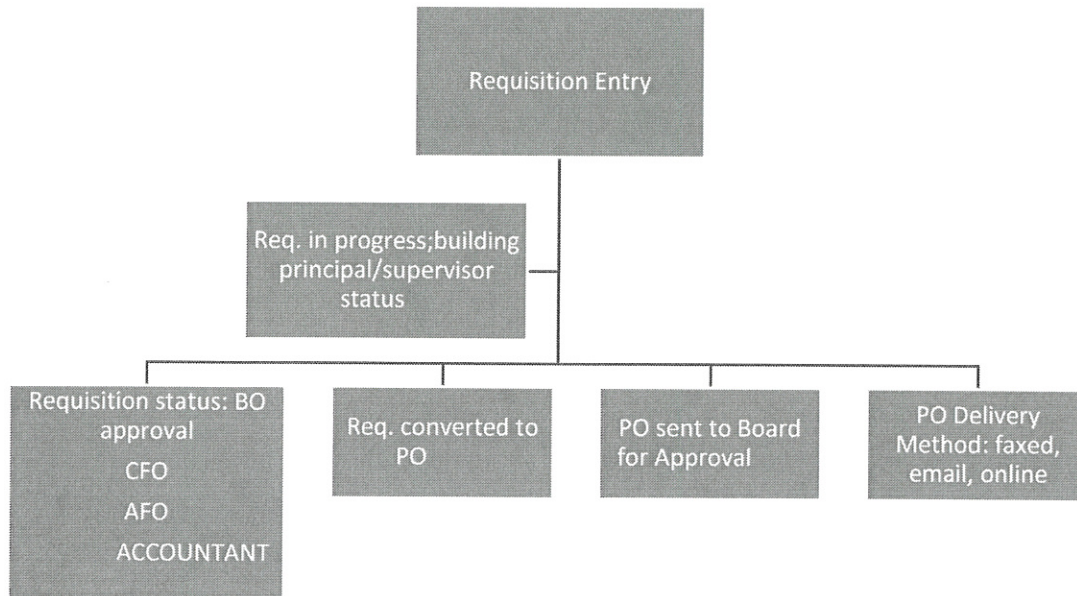 Requisition Entry
Req. in progress;building
principal/supervisor
status
Requisition status: BO
approval
CFO
AFO
ACCOUNTANT
Req. converted to
PO
PO sent to Board
for Approval
PO Delivery
Method: faxed,
email, online